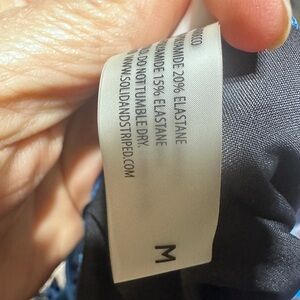 AMIDE 20% ELASTANE
AMIDE 15% ELASTANE
DO NOT TUMBLE DRY.
WWW.SOLIDANDSTRIPED.COM
M